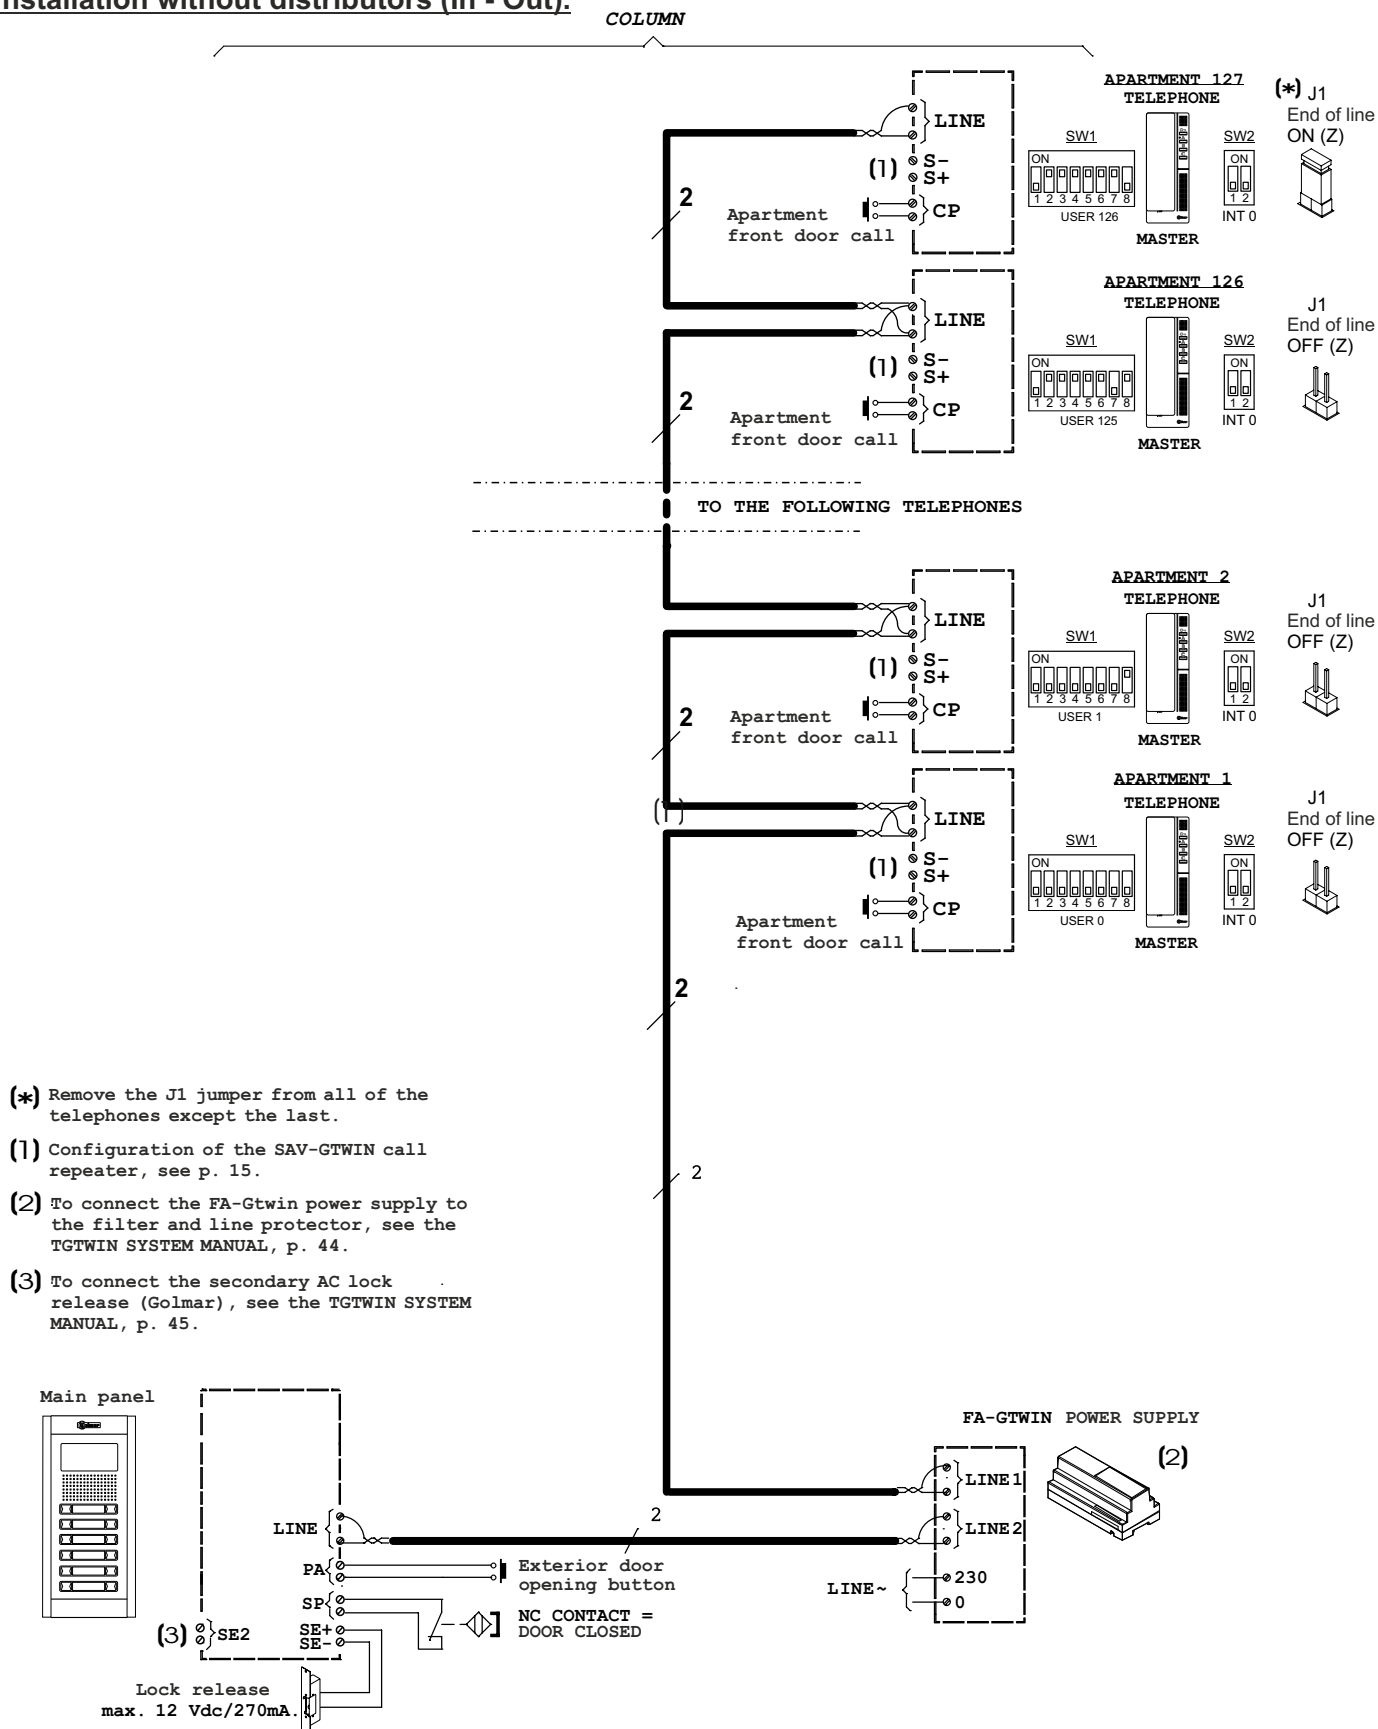 nstallation without distributors (In - Out).
COLUMN
APARTMENT 127
TELEPHONE
(*) J1
End of line
ON (Z)
LINE
(1) S-
S+
CP
Apartment
front door call
2
SW1
ON
1 2 3 4 5 6 7 8
USER 126
MASTER
SW2
ON
1 2
INT 0
APARTMENT 126
TELEPHONE
J1
End of line
OFF (Z)
LINE
(1) S-
S+
CP
Apartment
front door call
2
SW1
ON
1 2 3 4 5 6 7 8
USER 125
MASTER
SW2
ON
1 2
INT 0
TO THE FOLLOWING TELEPHONES
APARTMENT 2
TELEPHONE
J1
End of line
OFF (Z)
LINE
(1) S-
S+
CP
Apartment
front door call
2
SW1
ON
1 2 3 4 5 6 7 8
USER 1
MASTER
SW2
ON
1 2
INT 0
APARTMENT 1
TELEPHONE
J1
End of line
OFF (Z)
(1)
LINE
(1) S-
S+
CP
Apartment
front door call
SW1
ON
1 2 3 4 5 6 7 8
USER 0
MASTER
SW2
ON
1 2
INT 0
2
(*) Remove the J1 jumper from all of the
telephones except the last.
(1) Configuration of the SAV-GTWIN call
repeater, see p. 15.
(2) To connect the FA-Gtwin power supply to
the filter and line protector, see the
TGTWIN SYSTEM MANUAL, p. 44.
(3) To connect the secondary AC lock
release (Golmar), see the TGTWIN SYSTEM
MANUAL, p. 45.
2
Main panel
FA-GTWIN POWER SUPPLY
(2)
LINE1
LINE2
LINE~
230
0
2
LINE
PA
Exterior door
opening button
SP
NC CONTACT =
DOOR CLOSED
(3) SE2
SE+
SE-
Lock release
max. 12 Vdc/270mA.